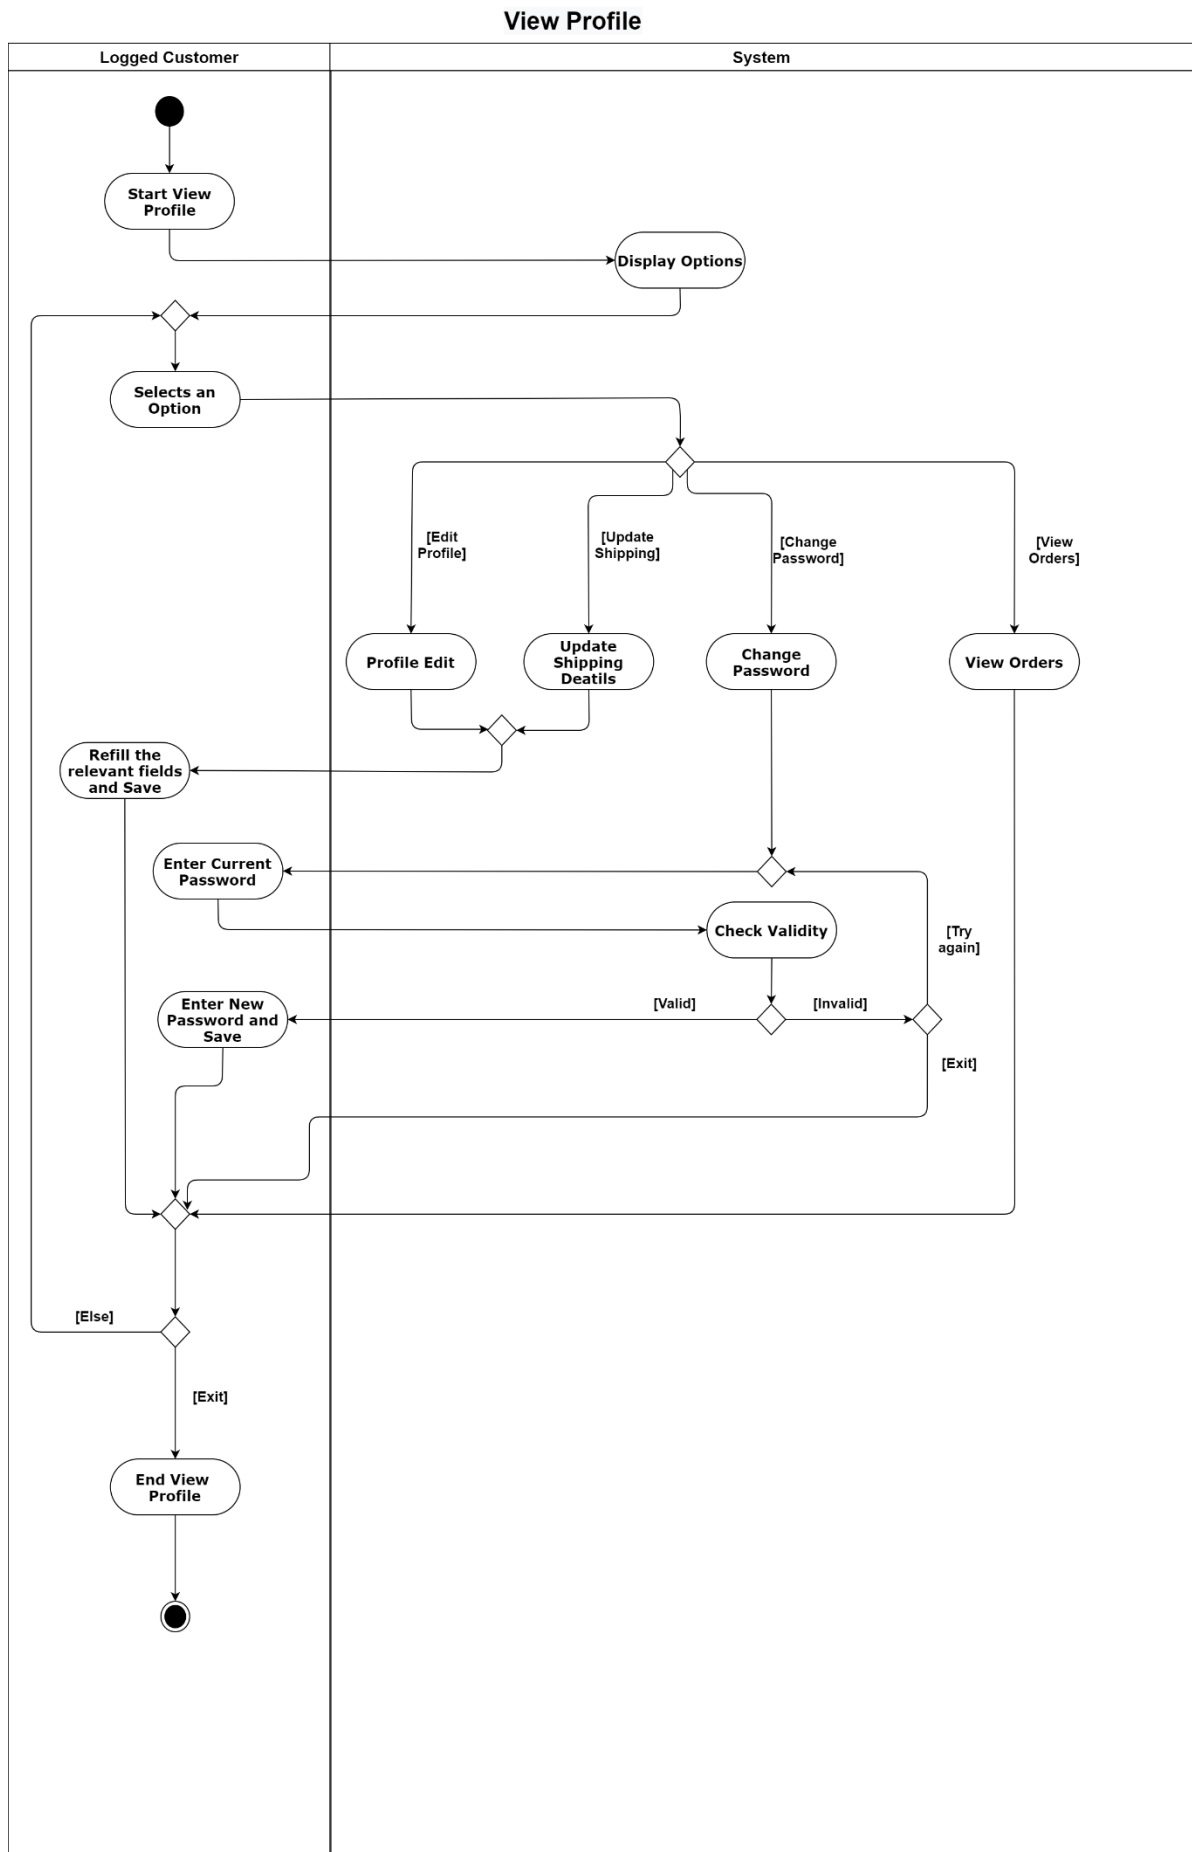 View Profile
Logged Customer
System
Start View
Profile
Display Options
Selects an
Option
[Edit
Profile]
[Update
Shipping]
[Change
Password]
[View
Orders]
Profile Edit
Update
Shipping
Deatils
Change
Password
View Orders
Refill the
relevant fields
and Save
Enter Current
Password
Check Validity
[Try
again]
Enter New
Password and
Save
[Valid]
[Invalid]
[Exit]
[Else]
[Exit]
End View
Profile